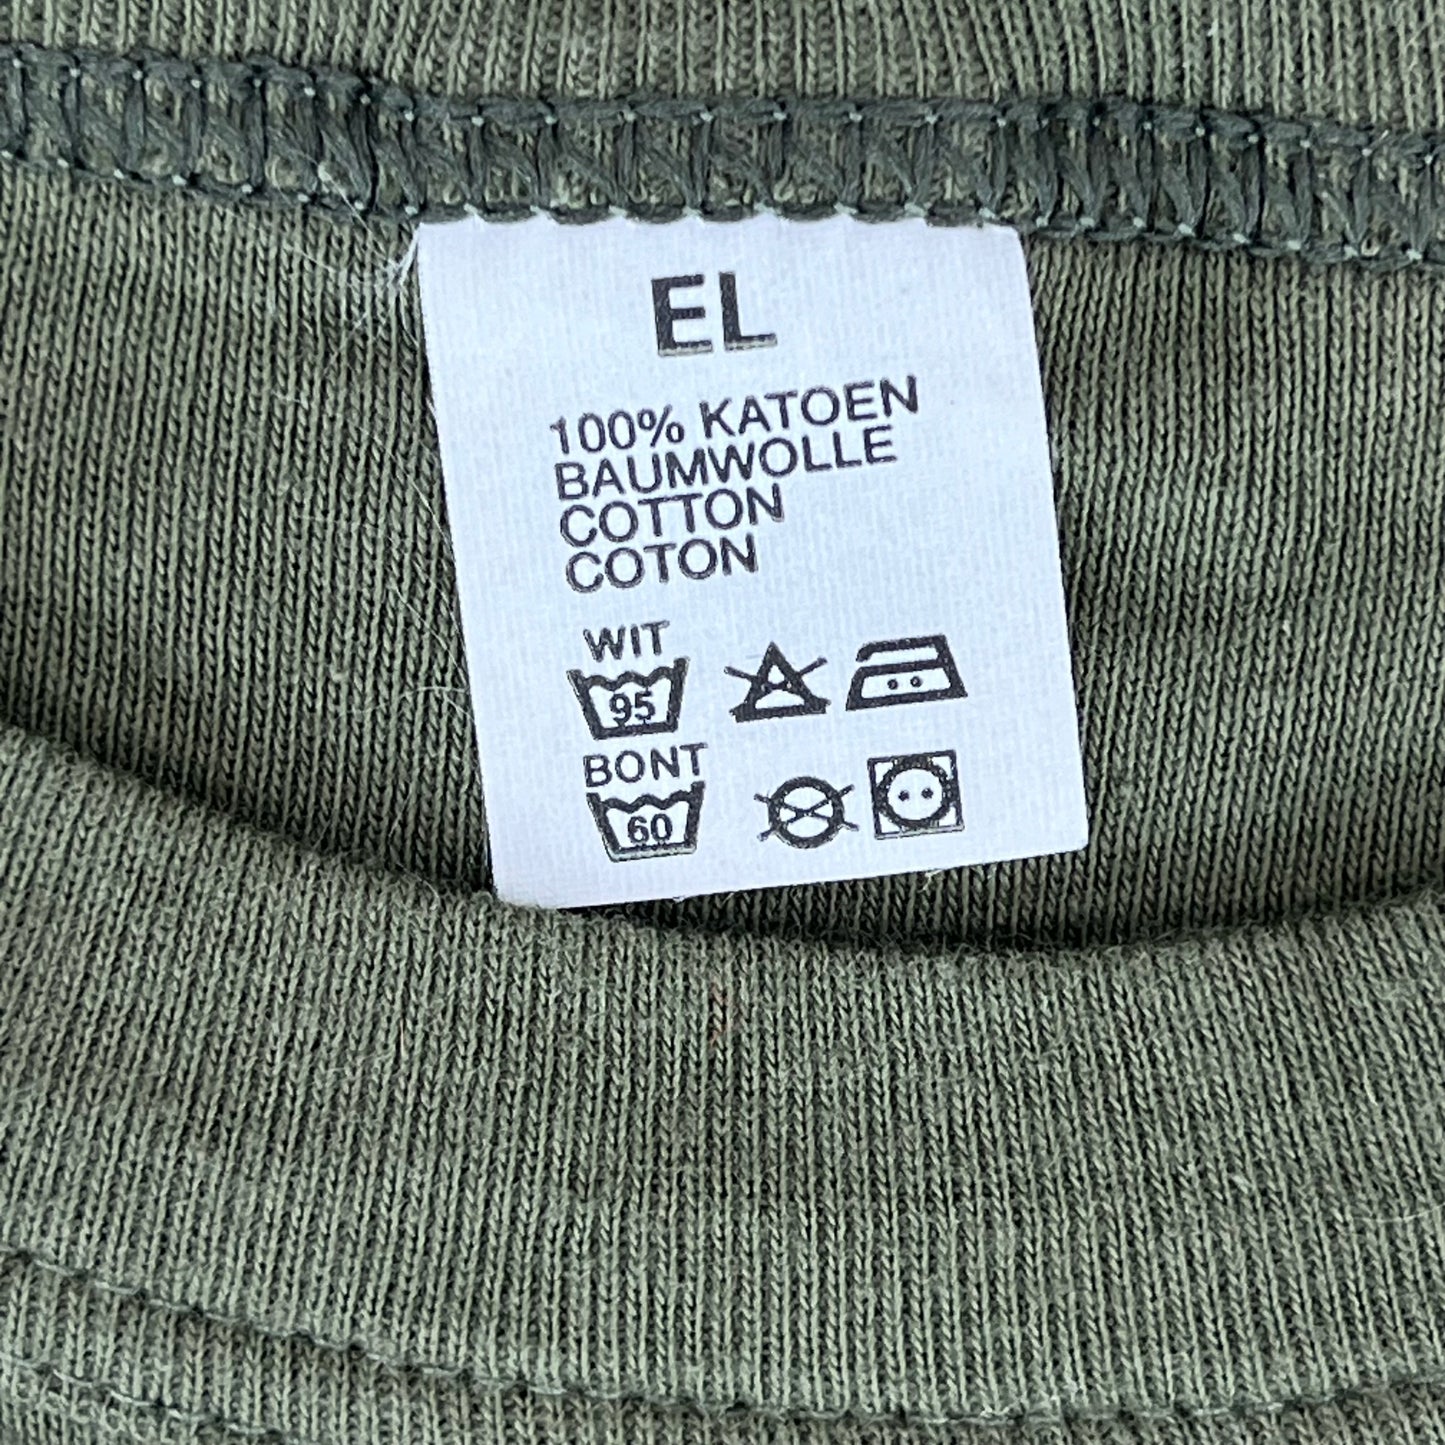 EL
100% KATOEN
BAUMWOLLE
COTTON
COTON
WIT
95
BONT
60